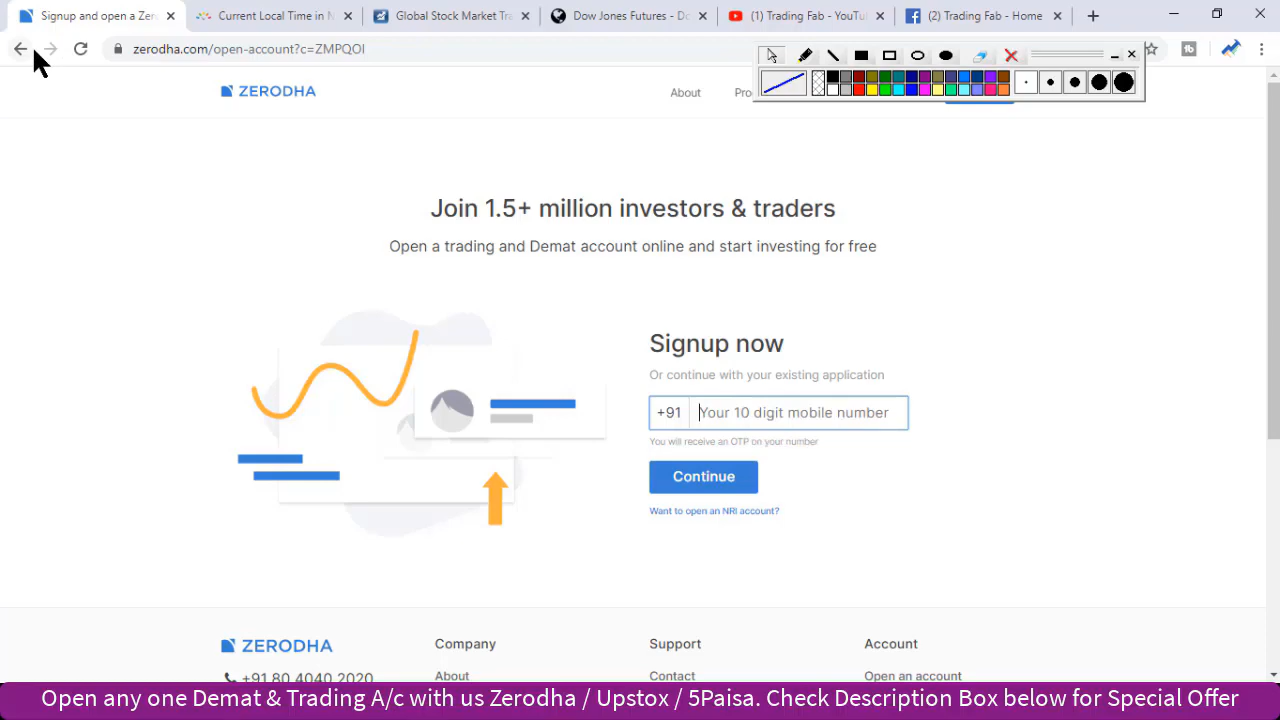 Signup and open a Zero
Current Local Time in N
Global Stock Market Tra
Dow Jones Futures - Do
(1) Trading Fab - YouTu
(2) Trading Fab - Home
zerodha.com/open-account?c=ZMPQOI
ZERODHA
About
Pro
Join 1.5+ million investors & traders
Open a trading and Demat account online and start investing for free
Signup now
Or continue with your existing application
+91
Your 10 digit mobile number
You will receive an OTP on your number
Continue
Want to open an NRI account?
ZERODHA
Company
Support
Account
+91 80 4040 2020
About
Contact
Open an account
Open any one Demat & Trading A/c with us Zerodha / Upstox / 5Paisa. Check Description Box below for Special Offer